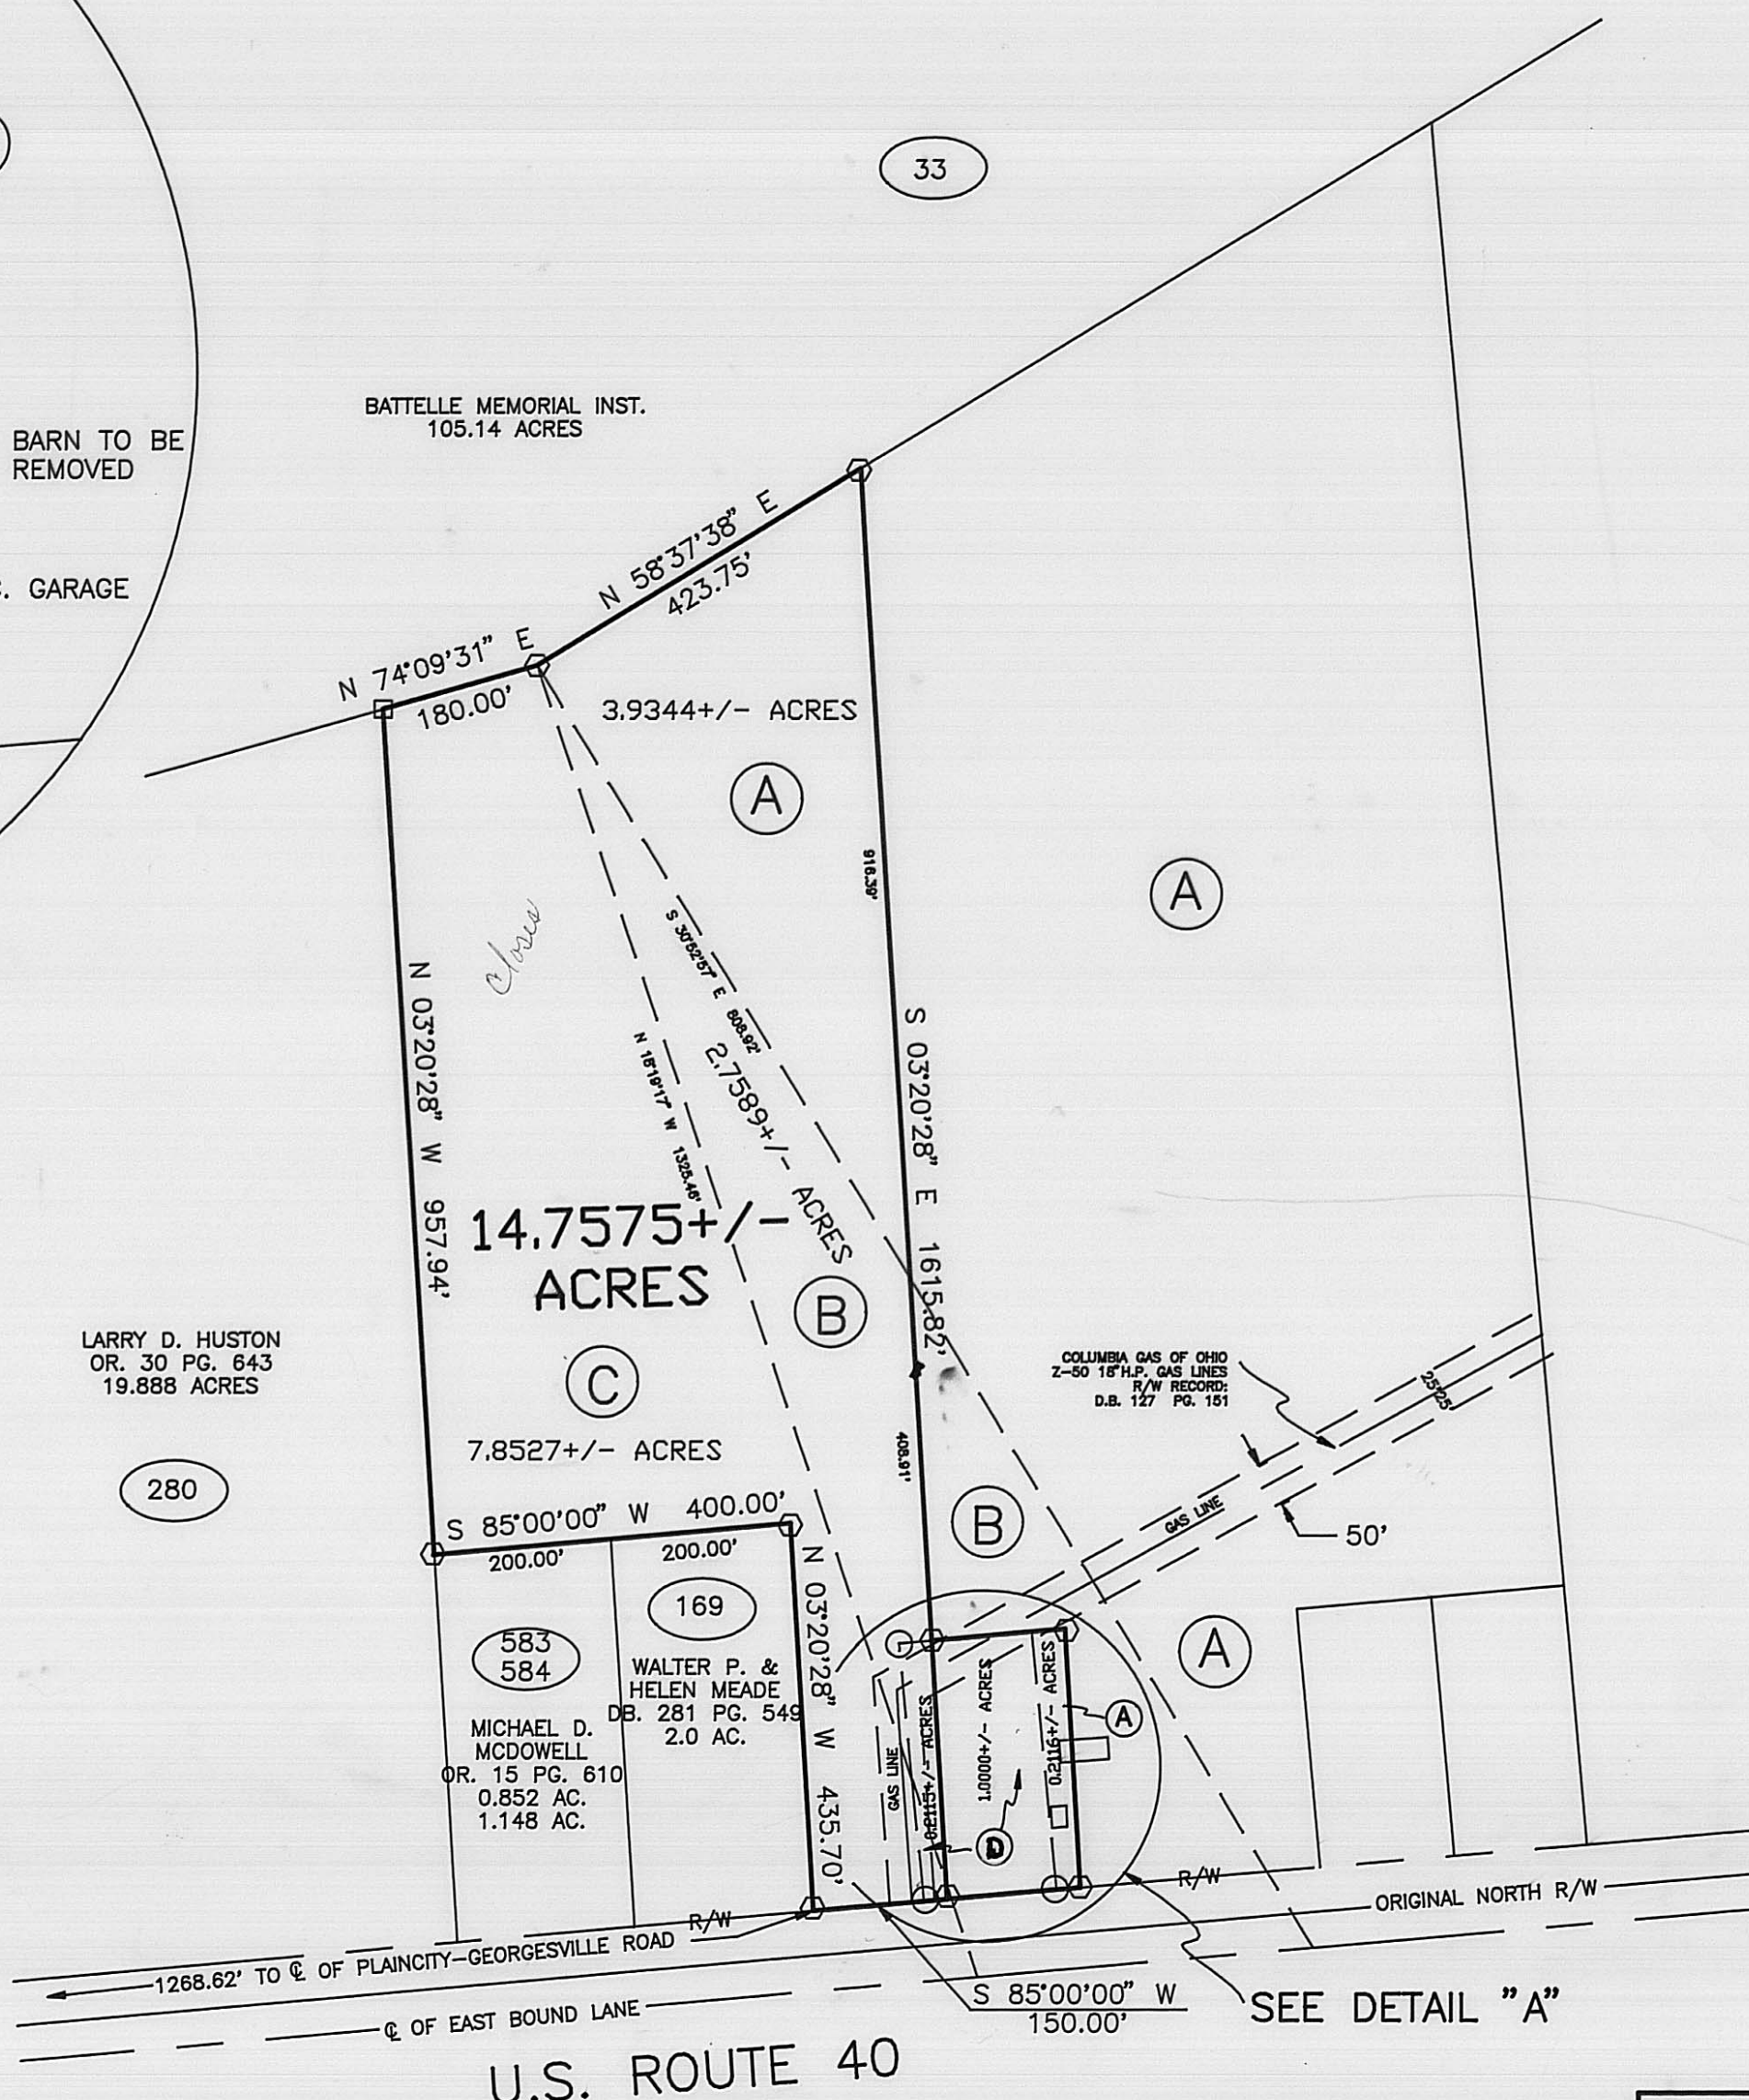 33
BATTELLE MEMORIAL INST.
105.14 ACRES
BARN TO BE
REMOVED
GARAGE
N 58°37'38" E
423.75'
N 74°09'31" E
180.00'
3.9344+/- ACRES
A
916.39'
A
Closes
S 30°52'57" E 808.92'
N 03°20'28" W 957.94'
N 18°19'17" W 1325.46'
2.7589+/- ACRES
S 03°20'28" E 1615.82'
14.7575+/-
ACRES
B
LARRY D. HUSTON
OR. 30 PG. 643
19.888 ACRES
C
COLUMBIA GAS OF OHIO
Z-50 18" H.P. GAS LINES
R/W RECORD:
D.B. 127 PG. 151
25'25'
7.8527+/- ACRES
408.91'
280
S 85°00'00" W 400.00'
200.00'
200.00'
B
GAS LINE
50'
583
584
169
N 03°20'28" W 435.70'
A
MICHAEL D.
MCDOWELL
OR. 15 PG. 610
0.852 AC.
1.148 AC.
WALTER P. &
HELEN MEADE
DB. 281 PG. 549
2.0 AC.
GAS LINE
0.2115+/- ACRES
1.0000+/- ACRES
0.2116+/- ACRES
A
D
R/W
R/W
ORIGINAL NORTH R/W
1268.62' TO ℄ OF PLAINCITY-GEORGESVILLE ROAD
℄ OF EAST BOUND LANE
S 85°00'00" W
150.00'
SEE DETAIL "A"
U.S. ROUTE 40